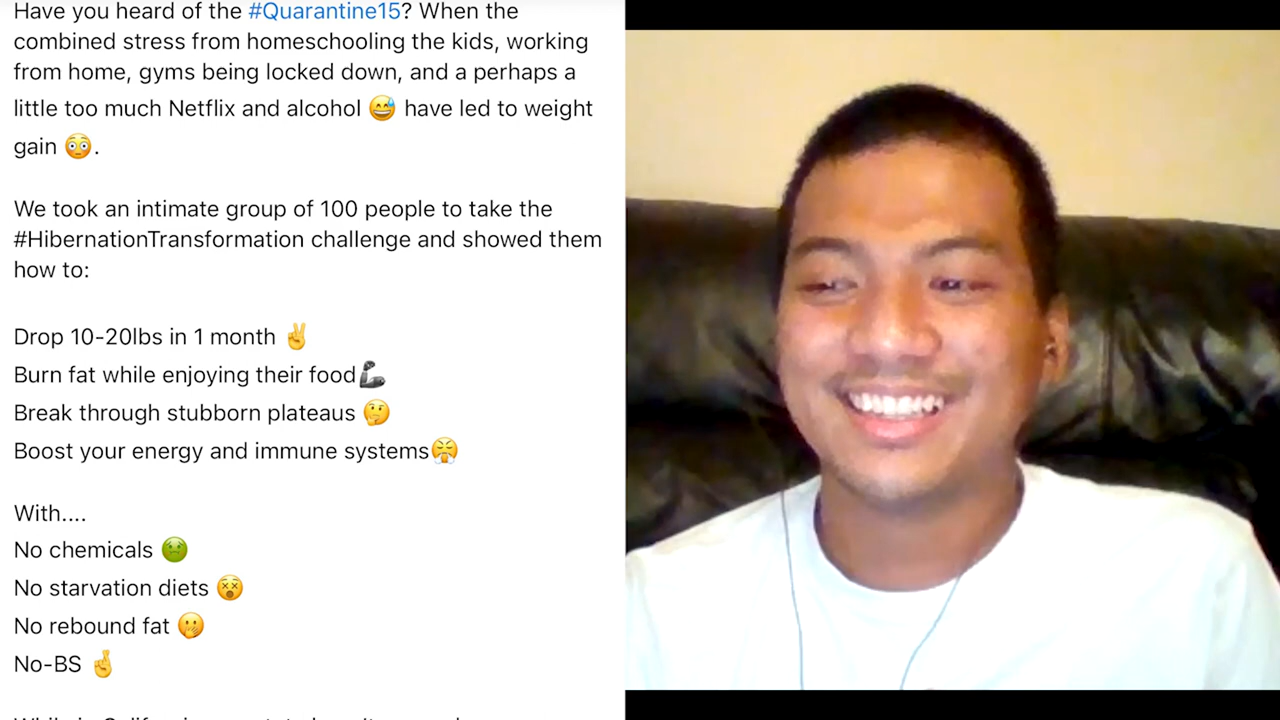 Have you heard of the #Quarantine15? When the
combined stress from homeschooling the kids, working
from home, gyms being locked down, and a perhaps a
little too much Netflix and alcohol 😅 have led to weight
gain 😳.
We took an intimate group of 100 people to take the
#HibernationTransformation challenge and showed them
how to:
Drop 10-20lbs in 1 month ✌️
Burn fat while enjoying their food🦾
Break through stubborn plateaus 🤔
Boost your energy and immune systems😤
With....
No chemicals 🤢
No starvation diets 😵
No rebound fat 🤭
No-BS 🤞